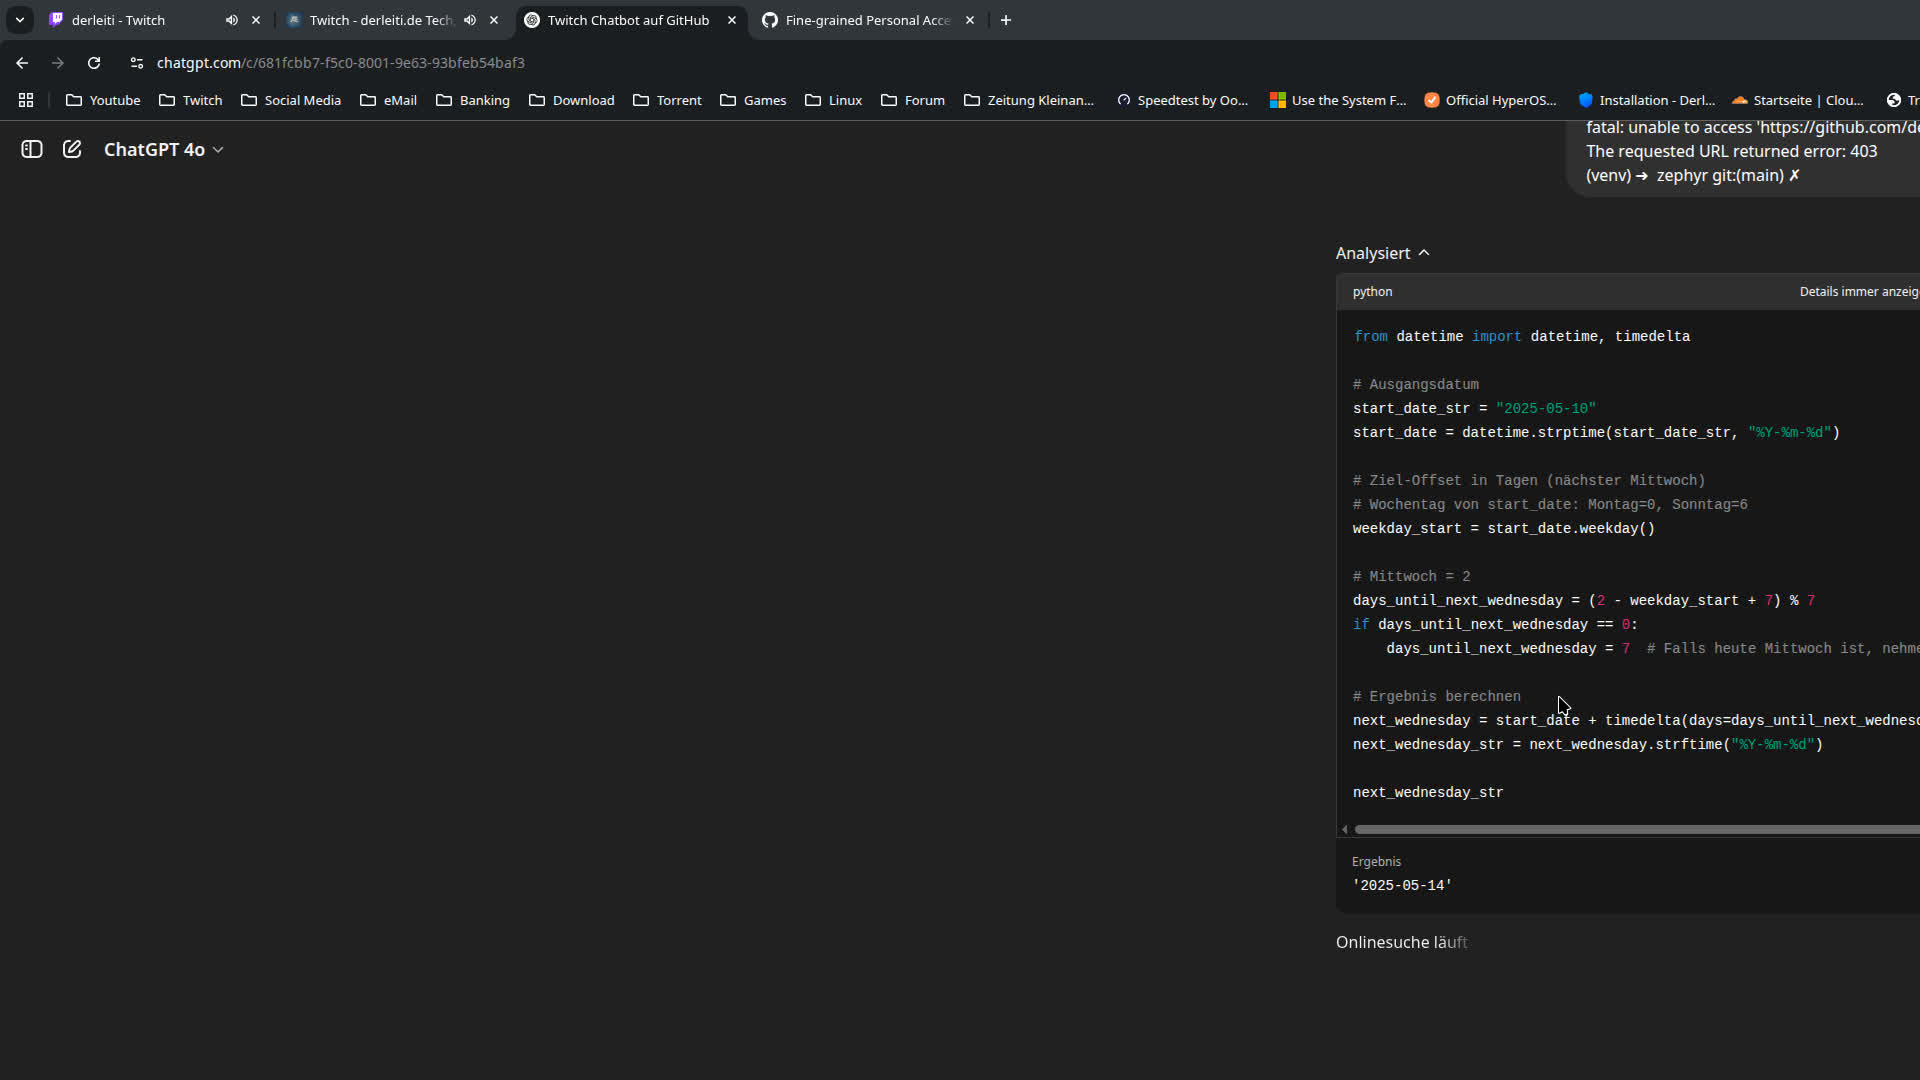 derleiti - Twitch
Twitch - derleiti.de Tech
Twitch Chatbot auf GitHub
Fine-grained Personal Acce
chatgpt.com/c/681fcbb7-f5c0-8001-9e63-93bfeb54baf3
Youtube
Twitch
Social Media
eMail
Banking
Download
Torrent
Games
Linux
Forum
Zeitung Kleinan...
Speedtest by Oo...
Use the System F...
Official HyperOS...
Installation - Derl...
Startseite | Clou...
Tr
ChatGPT 4o
fatal: unable to access 'https://github.com/de
The requested URL returned error: 403
(venv) ➜ zephyr git:(main) ✗
Analysiert
python
Details immer anzeig
from datetime import datetime, timedelta
# Ausgangsdatum
start_date_str = "2025-05-10"
start_date = datetime.strptime(start_date_str, "%Y-%m-%d")
# Ziel-Offset in Tagen (nächster Mittwoch)
# Wochentag von start_date: Montag=0, Sonntag=6
weekday_start = start_date.weekday()
# Mittwoch = 2
days_until_next_wednesday = (2 - weekday_start + 7) % 7
if days_until_next_wednesday == 0:
    days_until_next_wednesday = 7  # Falls heute Mittwoch ist, nehme
# Ergebnis berechnen
next_wednesday = start_date + timedelta(days=days_until_next_wednesd
next_wednesday_str = next_wednesday.strftime("%Y-%m-%d")
next_wednesday_str
Ergebnis
'2025-05-14'
Onlinesuche läuft